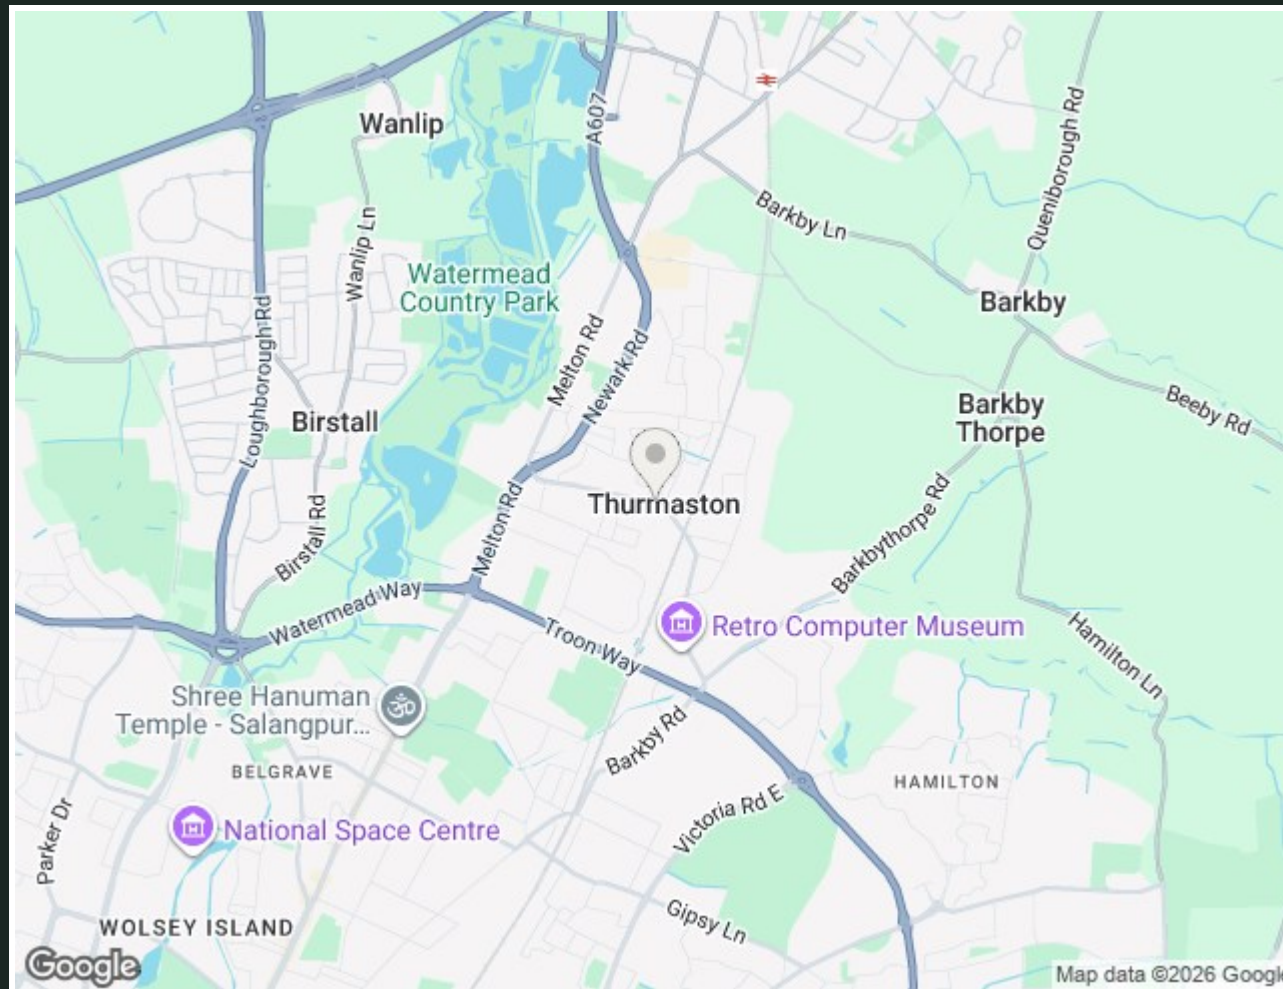 Wanlip
A607
Queniborough Rd
Barkby Ln
Wanlip Ln
Watermead
Country Park
Barkby
Loughborough Rd
Melton Rd
Newark Rd
Birstall
Barkby
Thorpe
Beeby Rd
Thurmaston
Melton Rd
Birstall Rd
Barkbythorpe Rd
Watermead Way
Troon Way
Retro Computer Museum
Hamilton Ln
Shree Hanuman
Temple - Salangpur...
Barkby Rd
BELGRAVE
HAMILTON
Victoria Rd E
Parker Dr
National Space Centre
Gipsy Ln
WOLSEY ISLAND
Google
Map data ©2026 Google